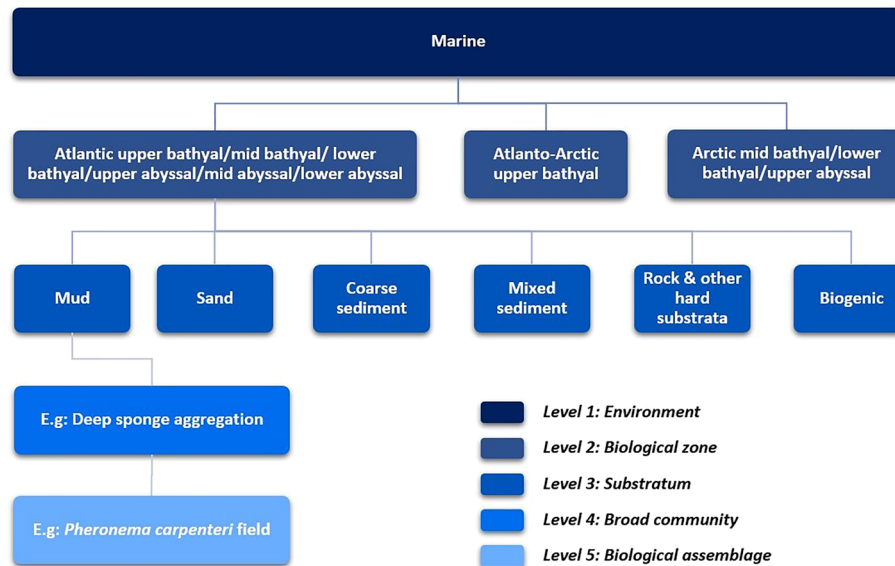 Marine
Atlantic upper bathyal/mid bathyal/ lower
bathyal/upper abyssal/mid abyssal/lower abyssal
Atlanto-Arctic
upper bathyal
Arctic mid bathyal/lower
bathyal/upper abyssal
Mud
Sand
Coarse
sediment
Mixed
sediment
Rock & other
hard
substrata
Biogenic
E.g: Deep sponge aggregation
E.g: Pheronema carpenteri field
Level 1: Environment
Level 2: Biological zone
Level 3: Substratum
Level 4: Broad community
Level 5: Biological assemblage